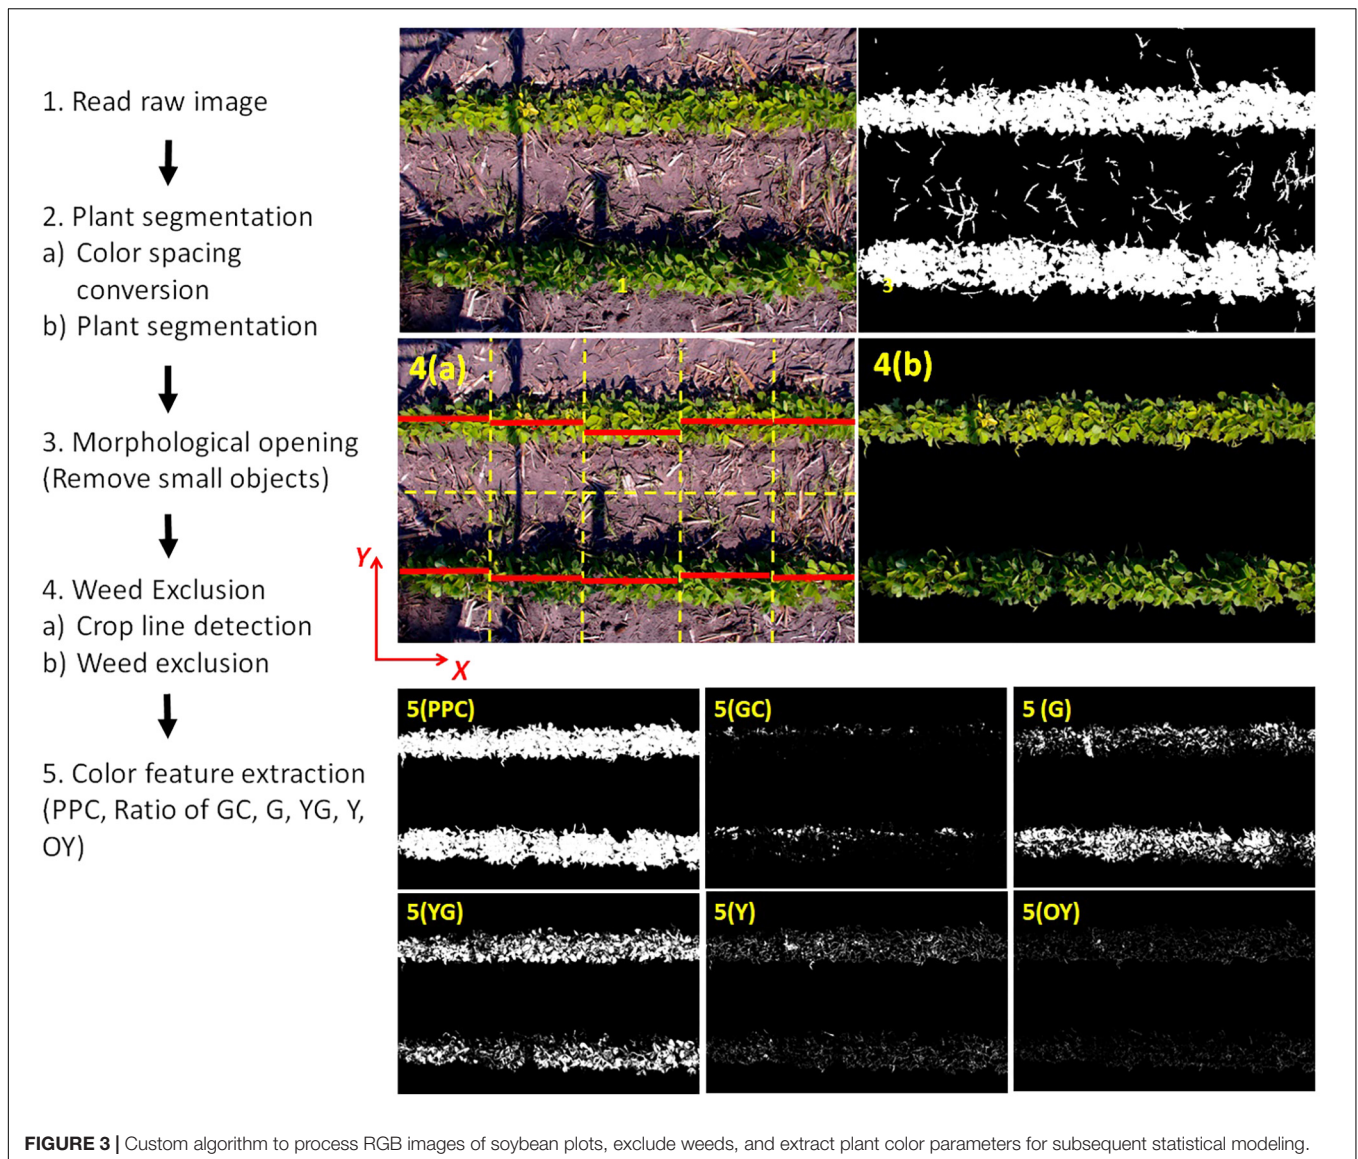 1. Read raw image
2. Plant segmentation
a) Color spacing
conversion
b) Plant segmentation
3. Morphological opening
(Remove small objects)
4. Weed Exclusion
a) Crop line detection
b) Weed exclusion
5. Color feature extraction
(PPC, Ratio of GC, G, YG, Y,
OY)
1
3
4(a)
4(b)
Y
X
5(PPC)
5(GC)
5 (G)
5(YG)
5(Y)
5(OY)
FIGURE 3 | Custom algorithm to process RGB images of soybean plots, exclude weeds, and extract plant color parameters for subsequent statistical modeling.